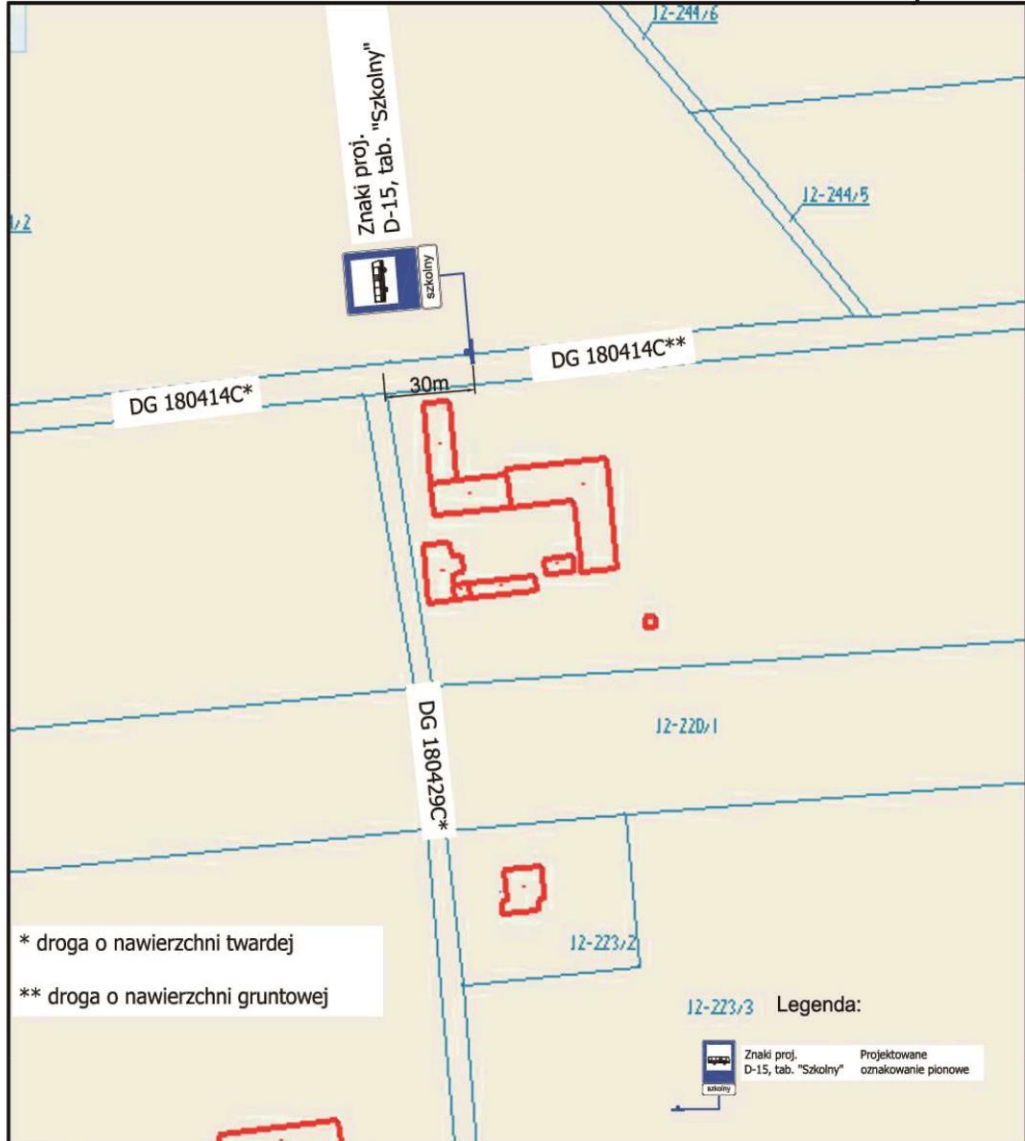 12-244/6
Znaki proj.
D-15, tab. "Szkolny"
12-244/5
/2
szkolny
DG 180414C**
30m
DG 180414C*
12-220/1
DG 180429C*
* droga o nawierzchni twardej
12-223/2
** droga o nawierzchni gruntowej
12-223/3 Legenda:
Znaki proj. Projektowane
D-15, tab. "Szkolny" oznakowanie pionowe
szkolny